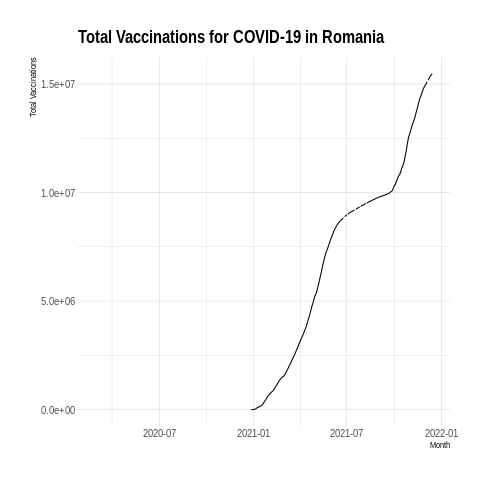 Total Vaccinations for COVID-19 in Romania
Total Vaccinations
1.5e+07
1.0e+07
5.0e+06
0.0e+00
2020-07 2021-01 2021-07 2022-01
Month